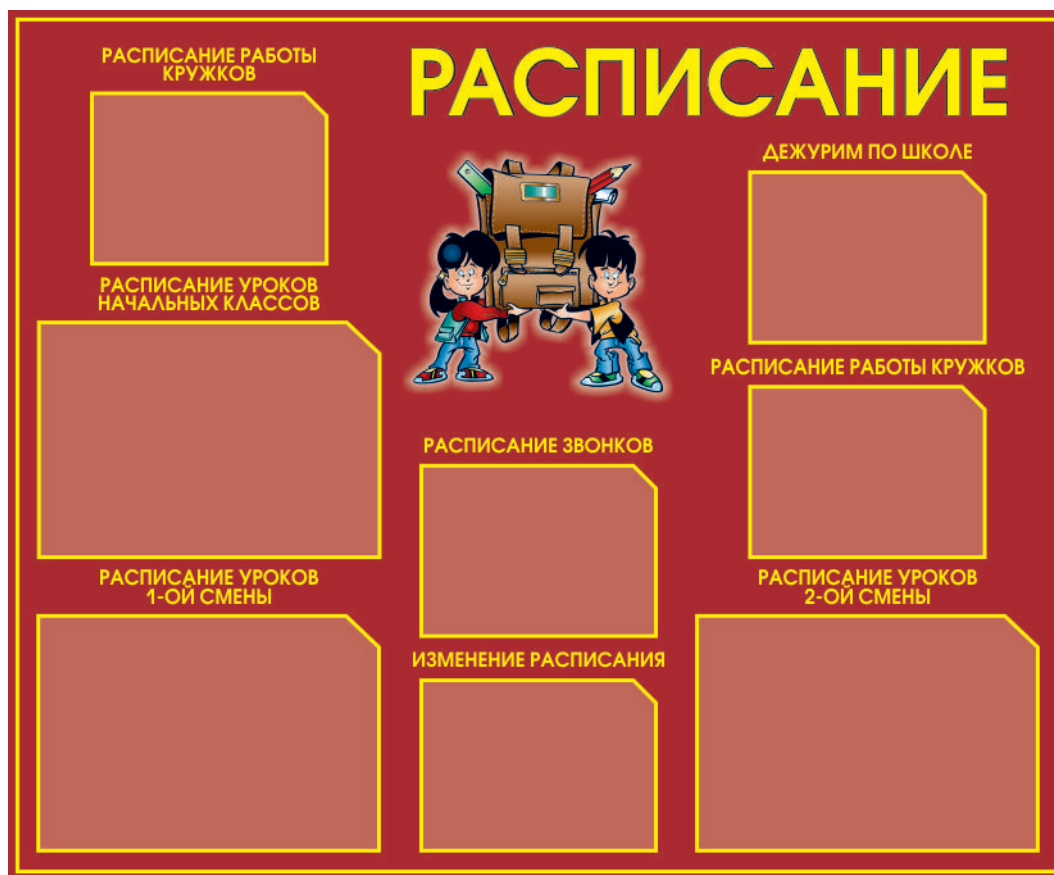 РАСПИСАНИЕ
РАСПИСАНИЕ РАБОТЫ
КРУЖКОВ
РАСПИСАНИЕ УРОКОВ
НАЧАЛЬНЫХ КЛАССОВ
РАСПИСАНИЕ УРОКОВ
1-ОЙ СМЕНЫ
РАСПИСАНИЕ ЗВОНКОВ
ИЗМЕНЕНИЕ РАСПИСАНИЯ
ДЕЖУРИМ ПО ШКОЛЕ
РАСПИСАНИЕ РАБОТЫ КРУЖКОВ
РАСПИСАНИЕ УРОКОВ
2-ОЙ СМЕНЫ